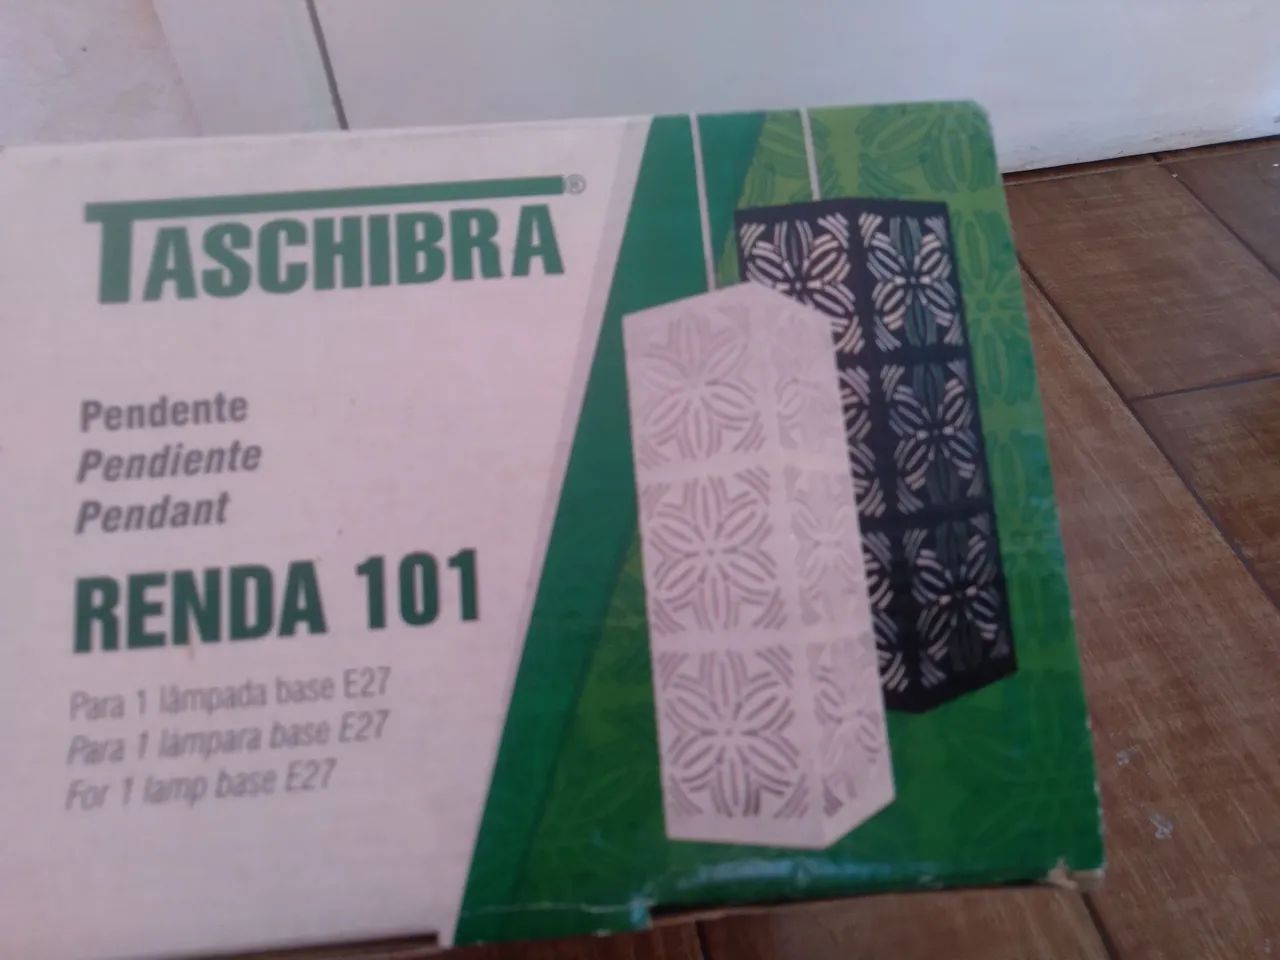 TASCHIBRA®
Pendente
Pendiente
Pendant
RENDA 101
Para 1 lâmpada base E27
Para 1 lámpara base E27
For 1 lamp base E27